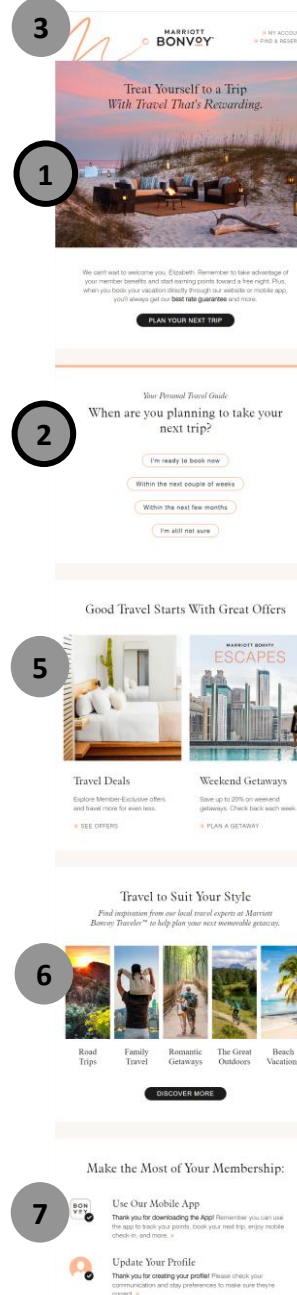 3
MARRIOTT
BONVOY
MY ACCOU
FIND & RESER
Treat Yourself to a Trip
With Travel That's Rewarding.
1
We can't wait to welcome you, Elizabeth. Remember to take advantage of
your member benefits and start earning points toward a free night. Plus,
when you book your vacation directly through our website or mobile app,
you'll always get our best rate guarantee and more.
PLAN YOUR NEXT TRIP
Your Personal Travel Guide
2
When are you planning to take your
next trip?
I'm ready to book now
Within the next couple of weeks
Within the next few months
I'm still not sure
Good Travel Starts With Great Offers
5
MARRIOTT BONVOY
ESCAPES
Travel Deals
Explore Member-Exclusive offers
and travel more for even less.
SEE OFFERS
Weekend Getaways
Save up to 20% on weekend
getaways. Check back each week.
PLAN A GETAWAY
Travel to Suit Your Style
Find inspiration from our local travel experts at Marriott
Bonvoy Traveler™ to help plan your next memorable getaway.
6
Road
Trips
Family
Travel
Romantic
Getaways
The Great
Outdoors
Beach
Vacation
DISCOVER MORE
Make the Most of Your Membership:
7
BON
VOY
Use Our Mobile App
Thank you for downloading the App! Remember you can use
the app to track your points, book your next trip, enjoy mobile
check-in, and more. »
Update Your Profile
Thank you for creating your profile! Please check your
communication and stay preferences to make sure they're
correct. »